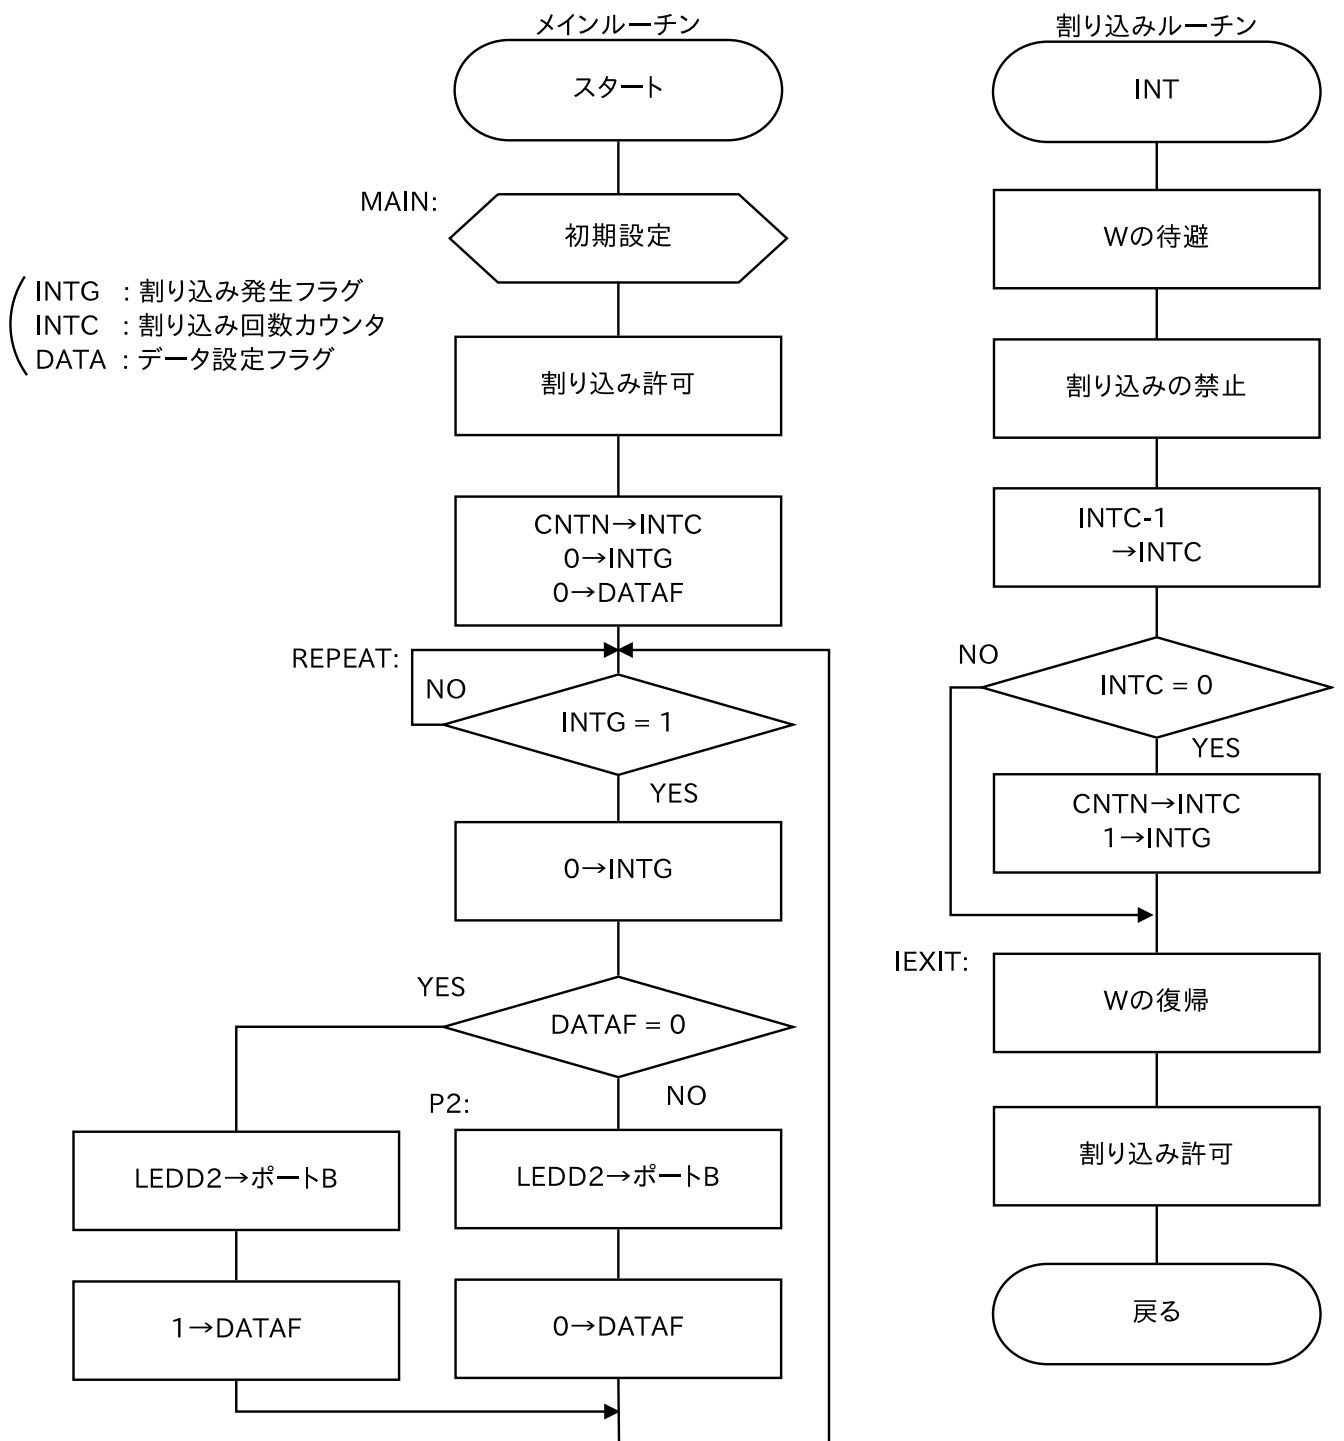 メインルーチン
スタート
MAIN:
初期設定
INTG : 割り込み発生フラグ
INTC : 割り込み回数カウンタ
DATA : データ設定フラグ
割り込み許可
CNTN→INTC
0→INTG
0→DATAF
REPEAT:
NO
INTG = 1
YES
0→INTG
YES
DATAF = 0
NO
P2:
LEDD2→ポートB
LEDD2→ポートB
1→DATAF
0→DATAF
割り込みルーチン
INT
Wの待避
割り込みの禁止
INTC-1
→INTC
NO
INTC = 0
YES
CNTN→INTC
1→INTG
IEXIT:
Wの復帰
割り込み許可
戻る